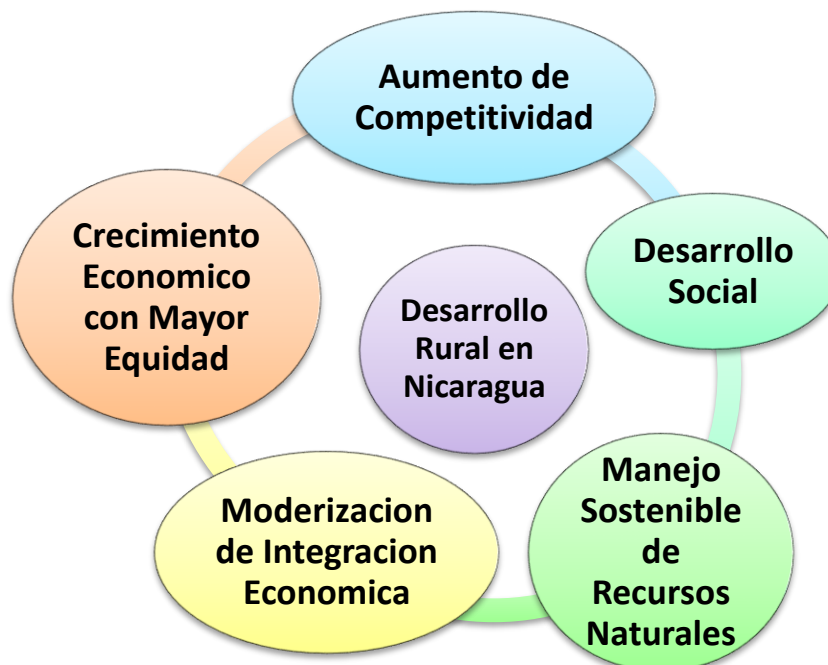 Aumento de
Competitividad
Desarrollo
Social
Manejo
Sostenible
de
Recursos
Naturales
Moderizacion
de Integracion
Economica
Crecimiento
Economico
con Mayor
Equidad
Desarrollo
Rural en
Nicaragua